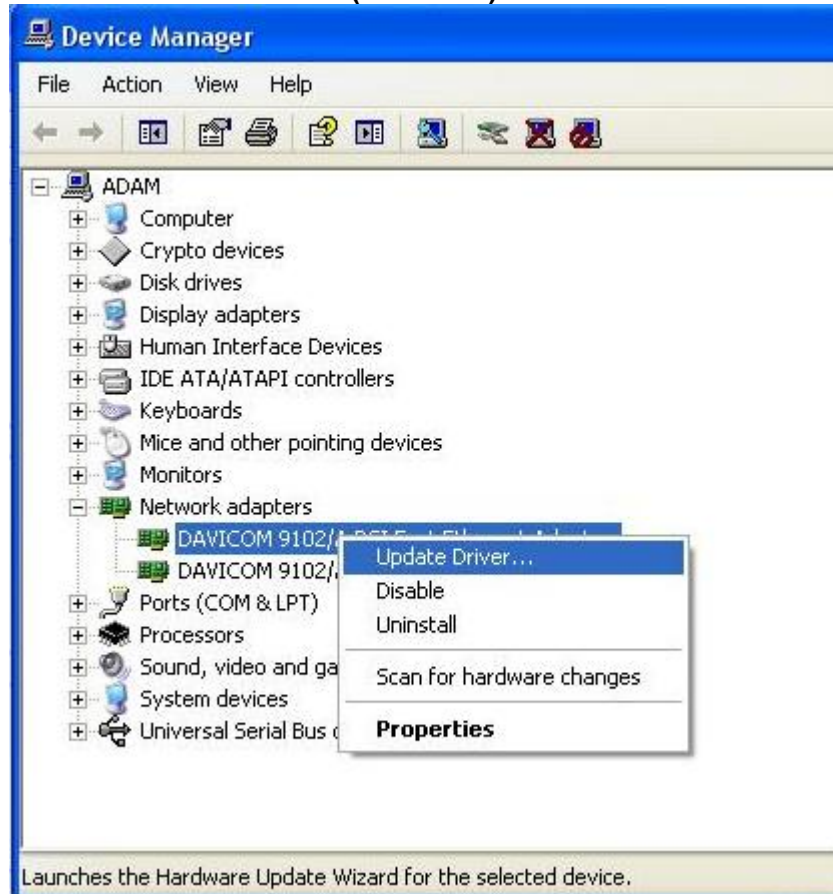 Device Manager
File Action View Help
ADAM
Computer
Crypto devices
Disk drives
Display adapters
Human Interface Devices
IDE ATA/ATAPI controllers
Keyboards
Mice and other pointing devices
Monitors
Network adapters
DAVICOM 9102/
DAVICOM 9102/
Ports (COM & LPT)
Processors
Sound, video and ga
System devices
Universal Serial Bus
Update Driver...
Disable
Uninstall
Scan for hardware changes
Properties
Launches the Hardware Update Wizard for the selected device.